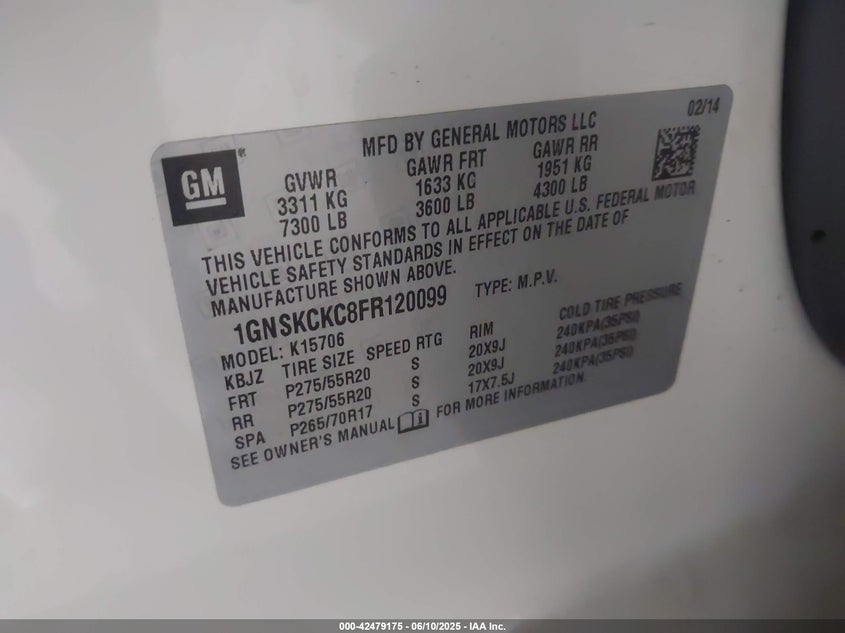 02/14
MFD BY GENERAL MOTORS LLC
GM ®
GVWR GAWR FRT GAWR RR
3311 KG 1633 KG 1951 KG
7300 LB 3600 LB 4300 LB
THIS VEHICLE CONFORMS TO ALL APPLICABLE U.S. FEDERAL MOTOR
VEHICLE SAFETY STANDARDS IN EFFECT ON THE DATE OF
MANUFACTURE SHOWN ABOVE.
1GNSKCKC8FR120099 TYPE: M.P.V.
MODEL: K15706
KBJZ TIRE SIZE SPEED RTG RIM COLD TIRE PRESSURE
FRT P275/55R20 S 20X9J 240KPA(35PSI)
RR P275/55R20 S 20X9J 240KPA(35PSI)
SPA P265/70R17 S 17X7.5J 240KPA(35PSI)
SEE OWNER'S MANUAL FOR MORE INFORMATION.
000-42479175 - 06/10/2025 - IAA Inc.